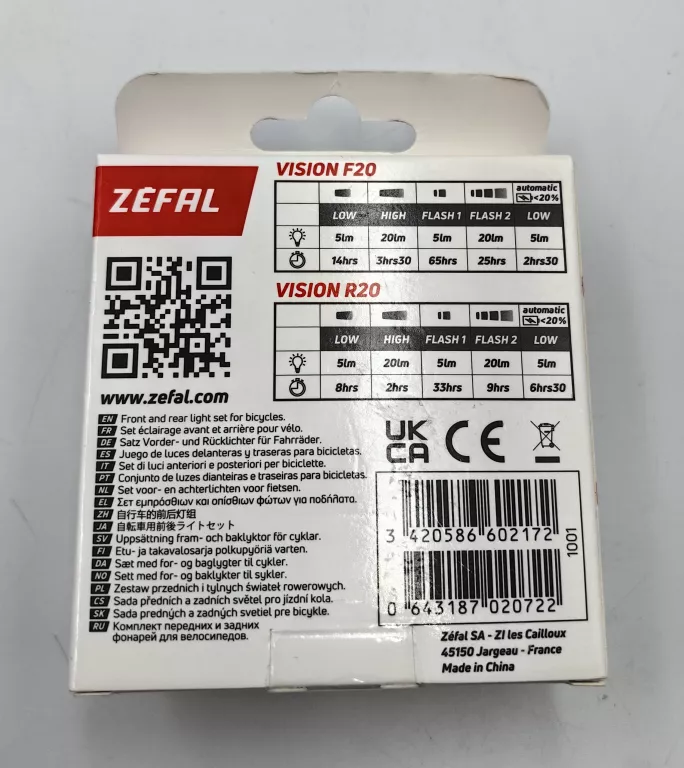 ZÉFAL
www.zefal.com
VISION F20
automatic
<20%
LOW HIGH FLASH 1 FLASH 2 LOW
5lm 20lm 5lm 20lm 5lm
14hrs 3hrs30 65hrs 25hrs 2hrs30
VISION R20
automatic
<20%
LOW HIGH FLASH 1 FLASH 2 LOW
5lm 20lm 5lm 20lm 5lm
8hrs 2hrs 33hrs 9hrs 6hrs30
EN Front and rear light set for bicycles.
FR Set éclairage avant et arrière pour vélo.
DE Satz Vorder- und Rücklichter für Fahrräder.
ES Juego de luces delanteras y traseras para bicicletas.
IT Set di luci anteriori e posteriori per biciclette.
PT Conjunto de luzes dianteiras e traseiras para bicicletas.
NL Set voor- en achterlichten voor fietsen.
EL Σετ εμπρόσθιων και οπίσθιων φώτων για ποδήλατα.
ZH 自行车的前后灯组
JA 自転車用前後ライトセット
SV Uppsättning fram- och baklyktor för cyklar.
FI Etu- ja takavalosarja polkupyöriä varten.
DA Sæt med for- og baglygter til cykler.
NO Sett med for- og baklykter til sykler.
PL Zestaw przednich i tylnych świateł rowerowych.
CS Sada předních a zadních světel pro jízdní kola.
SK Sada predných a zadných svetiel pre bicykle.
RU Комплект передних и задних
фонарей для велосипедов.
UK
CA CE
3 420586 602172
1001
0 643187 020722
Zéfal SA - ZI les Cailloux
45150 Jargeau - France
Made in China